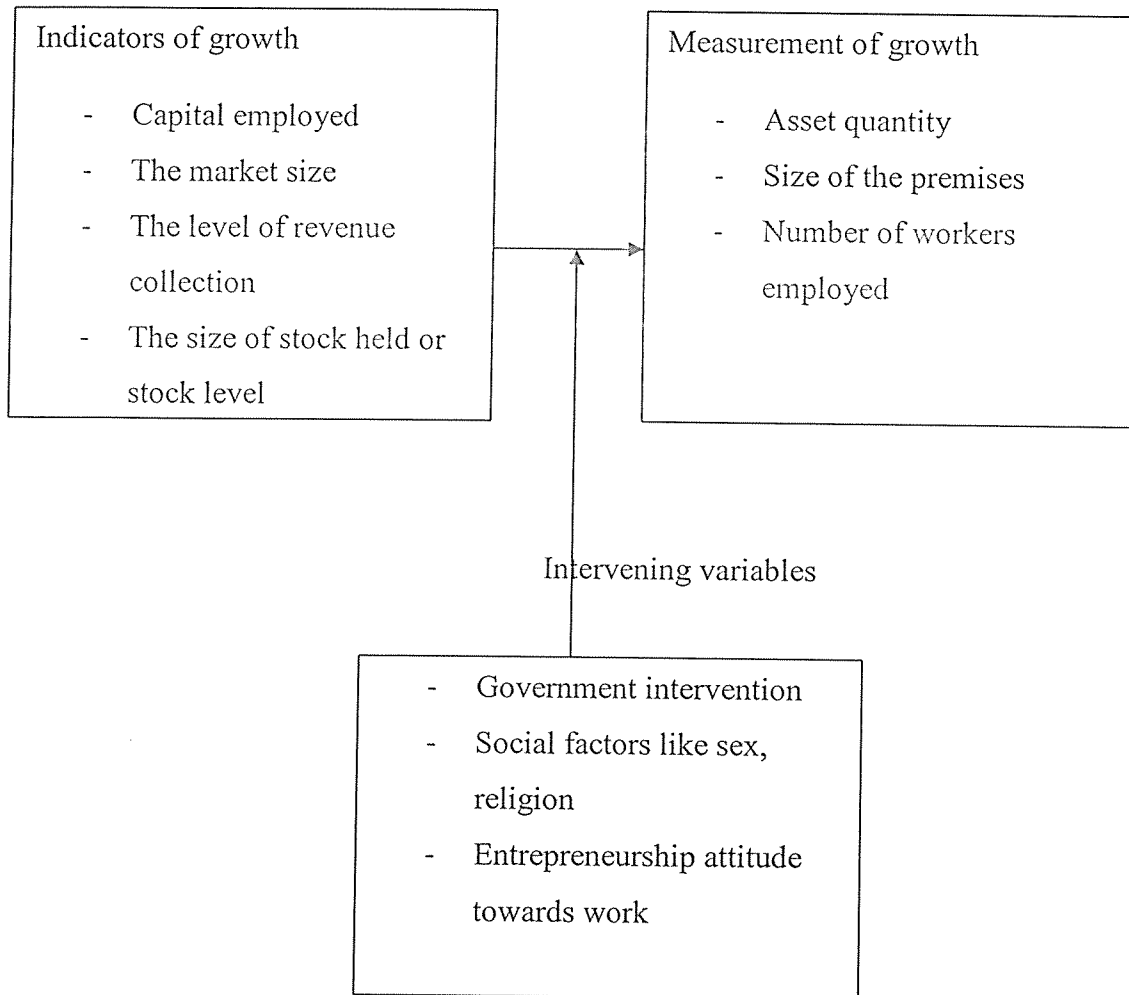 Indicators of growth
- Capital employed
- The market size
- The level of revenue
collection
- The size of stock held or
stock level
Measurement of growth
- Asset quantity
- Size of the premises
- Number of workers
employed
Intervening variables
- Government intervention
- Social factors like sex,
religion
- Entrepreneurship attitude
towards work